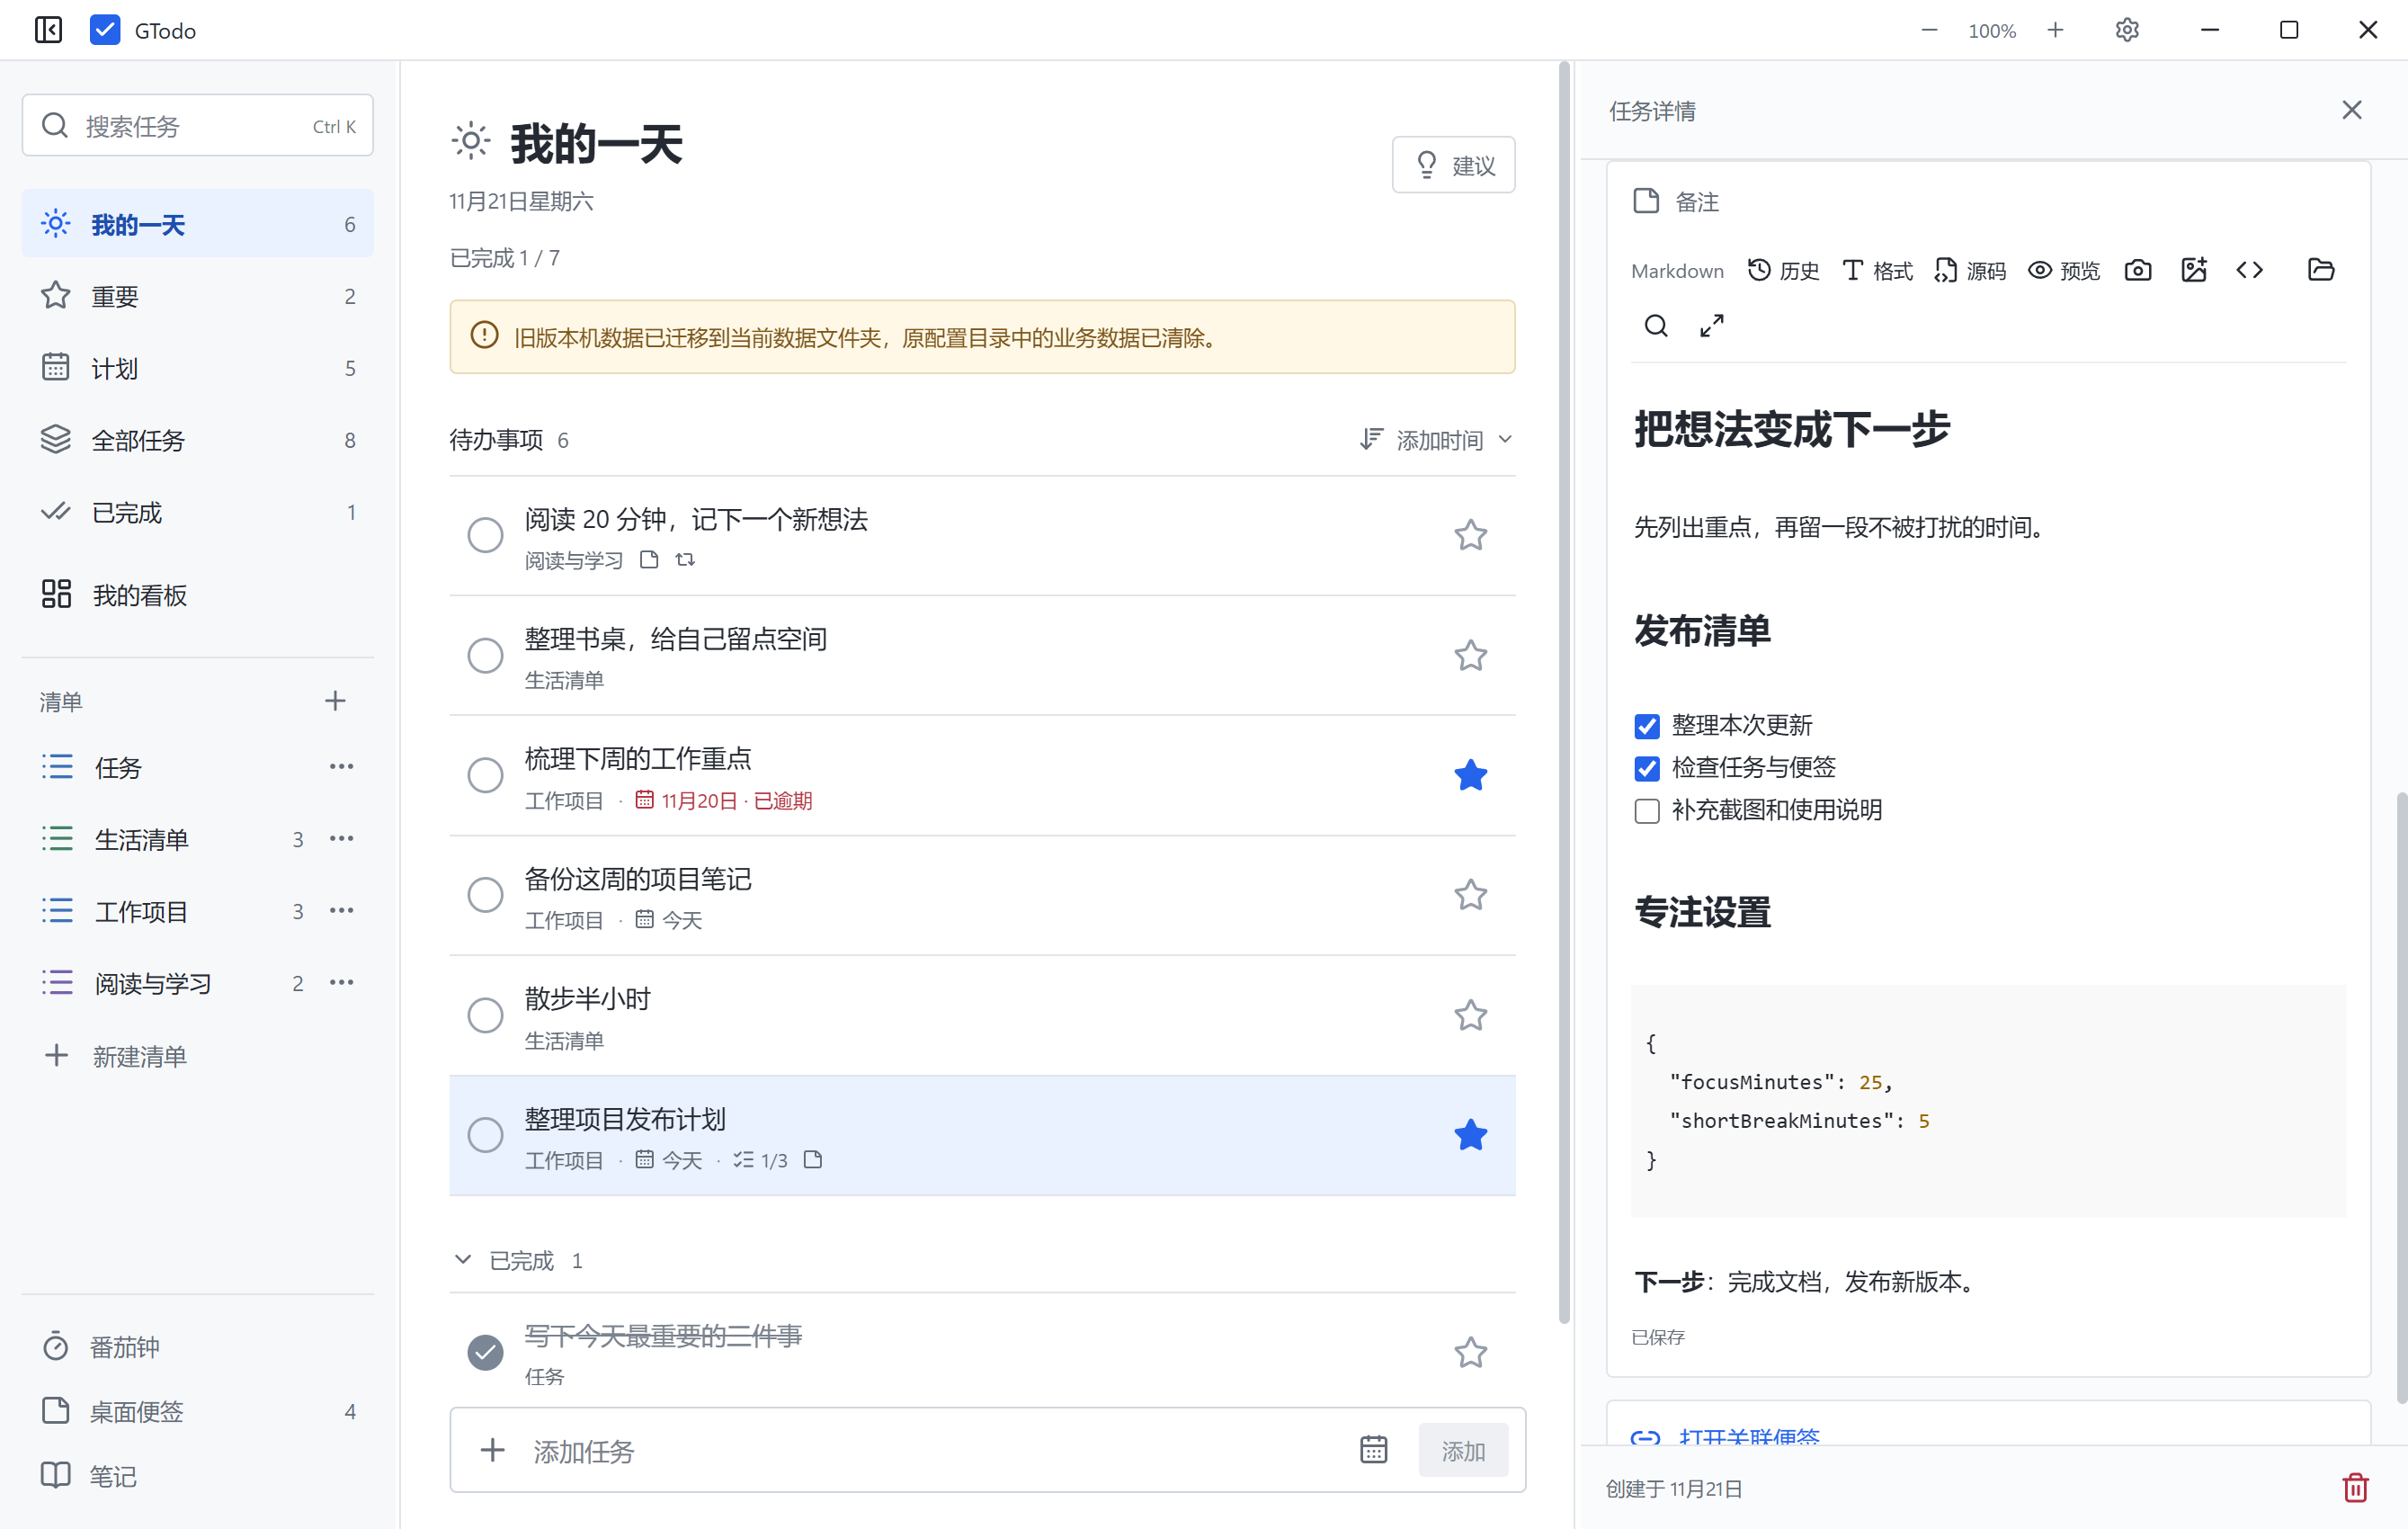 GTodo
100%
搜索任务 Ctrl K
我的一天 6
重要 2
计划 5
全部任务 8
已完成 1
我的看板
清单
任务
生活清单 3
工作项目 3
阅读与学习 2
新建清单
番茄钟
桌面便签 4
笔记
我的一天
11月21日星期六
建议
已完成 1 / 7
旧版本机数据已迁移到当前数据文件夹，原配置目录中的业务数据已清除。
待办事项 6
添加时间
阅读 20 分钟，记下一个新想法
阅读与学习
整理书桌，给自己留点空间
生活清单
梳理下周的工作重点
工作项目 · 11月20日 · 已逾期
备份这周的项目笔记
工作项目 · 今天
散步半小时
生活清单
整理项目发布计划
工作项目 · 今天 · 1/3
已完成 1
写下今天最重要的三件事
任务
添加任务
添加
任务详情
备注
Markdown 历史 格式 源码 预览
把想法变成下一步
先列出重点，再留一段不被打扰的时间。
发布清单
整理本次更新
检查任务与便签
补充截图和使用说明
专注设置
{
"focusMinutes": 25,
"shortBreakMinutes": 5
}
下一步：完成文档，发布新版本。
已保存
打开关联便签
创建于 11月21日